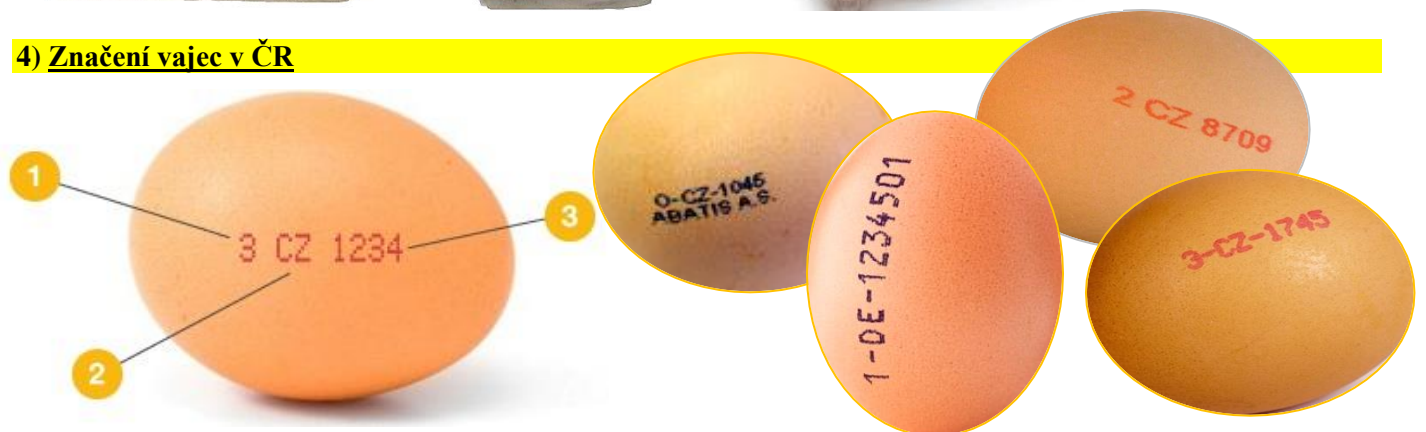 4) Značení vajec v ČR
1
3 CZ 1234
3
2
O-CZ-1045
ABATIS A.S.
1-DE-1234501
2 CZ 8709
3-CZ-1745